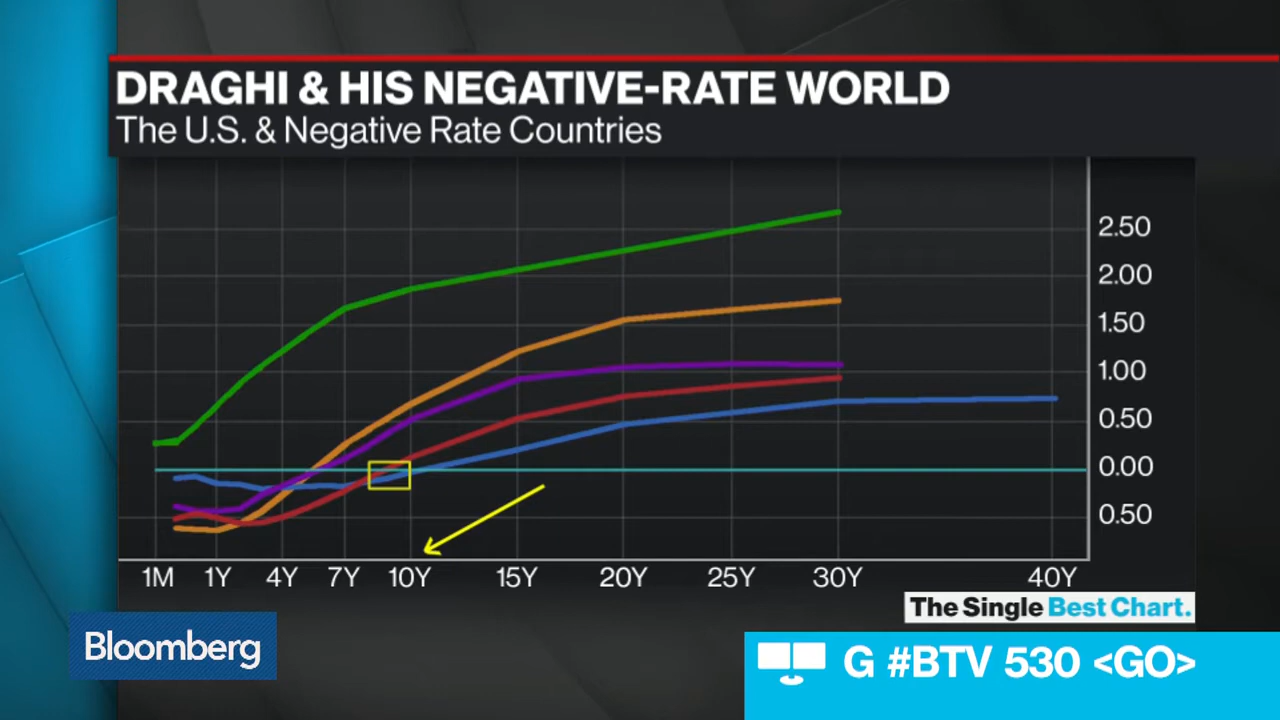 DRAGHI & HIS NEGATIVE-RATE WORLD
The U.S. & Negative Rate Countries
2.50
2.00
1.50
1.00
0.50
0.00
0.50
1M 1Y 4Y 7Y 10Y 15Y 20Y 25Y 30Y 40Y
The Single Best Chart.
Bloomberg
G #BTV 530 <GO>